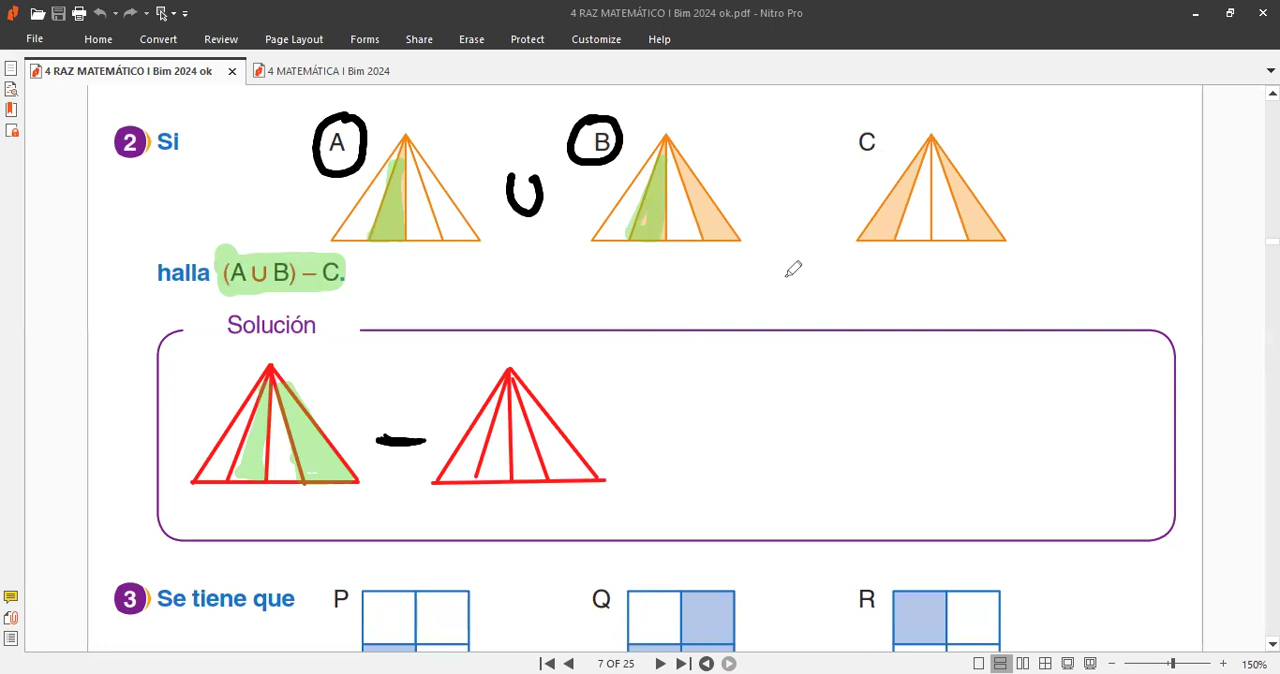 4 RAZ MATEMÁTICO I Bim 2024 ok.pdf - Nitro Pro
File Home Convert Review Page Layout Forms Share Erase Protect Customize Help
4 RAZ MATEMÁTICO I Bim 2024 ok 4 MATEMÁTICA I Bim 2024
2 Si A U B C
halla (A ∪ B) – C.
Solución
–
3 Se tiene que P Q R
7 OF 25 150%